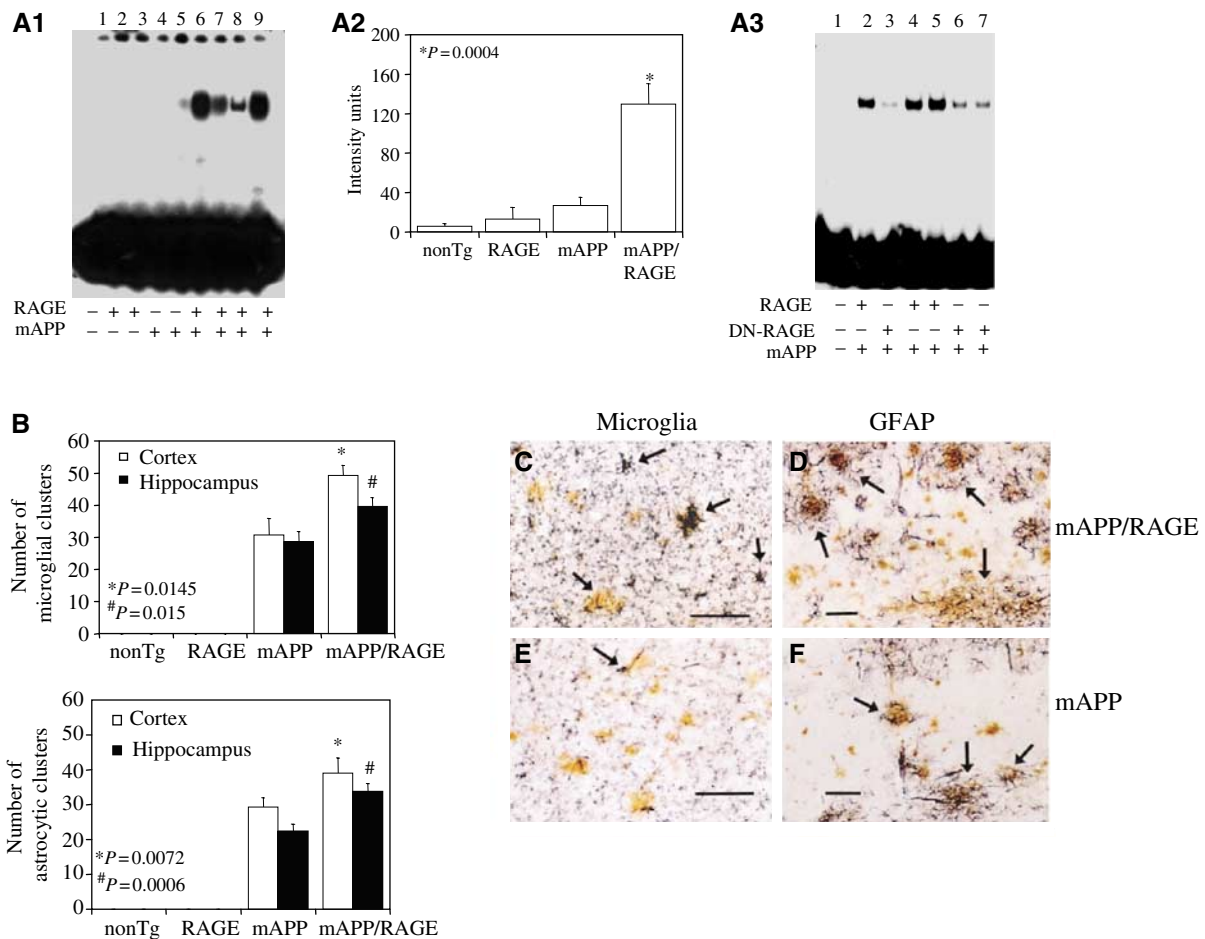 A1
1 2 3 4 5 6 7 8 9
RAGE − + + − − + + + +
mAPP − − − + + + + + +
A2
200
160
120
80
40
0
Intensity units
*P=0.0004
*
nonTg RAGE mAPP mAPP/
RAGE
A3
1 2 3 4 5 6 7
RAGE − + − + + − −
DN-RAGE − − + − − + +
mAPP − + + + + + +
B
60
50
40
30
20
10
0
Number of
microglial clusters
Cortex
Hippocampus
*
#
*P=0.0145
#P=0.015
nonTg RAGE mAPP mAPP/RAGE
60
50
40
30
20
10
0
Number of
astrocytic clusters
Cortex
Hippocampus
*
#
*P=0.0072
#P=0.0006
nonTg RAGE mAPP mAPP/RAGE
Microglia GFAP
C D
mAPP/RAGE
E F
mAPP